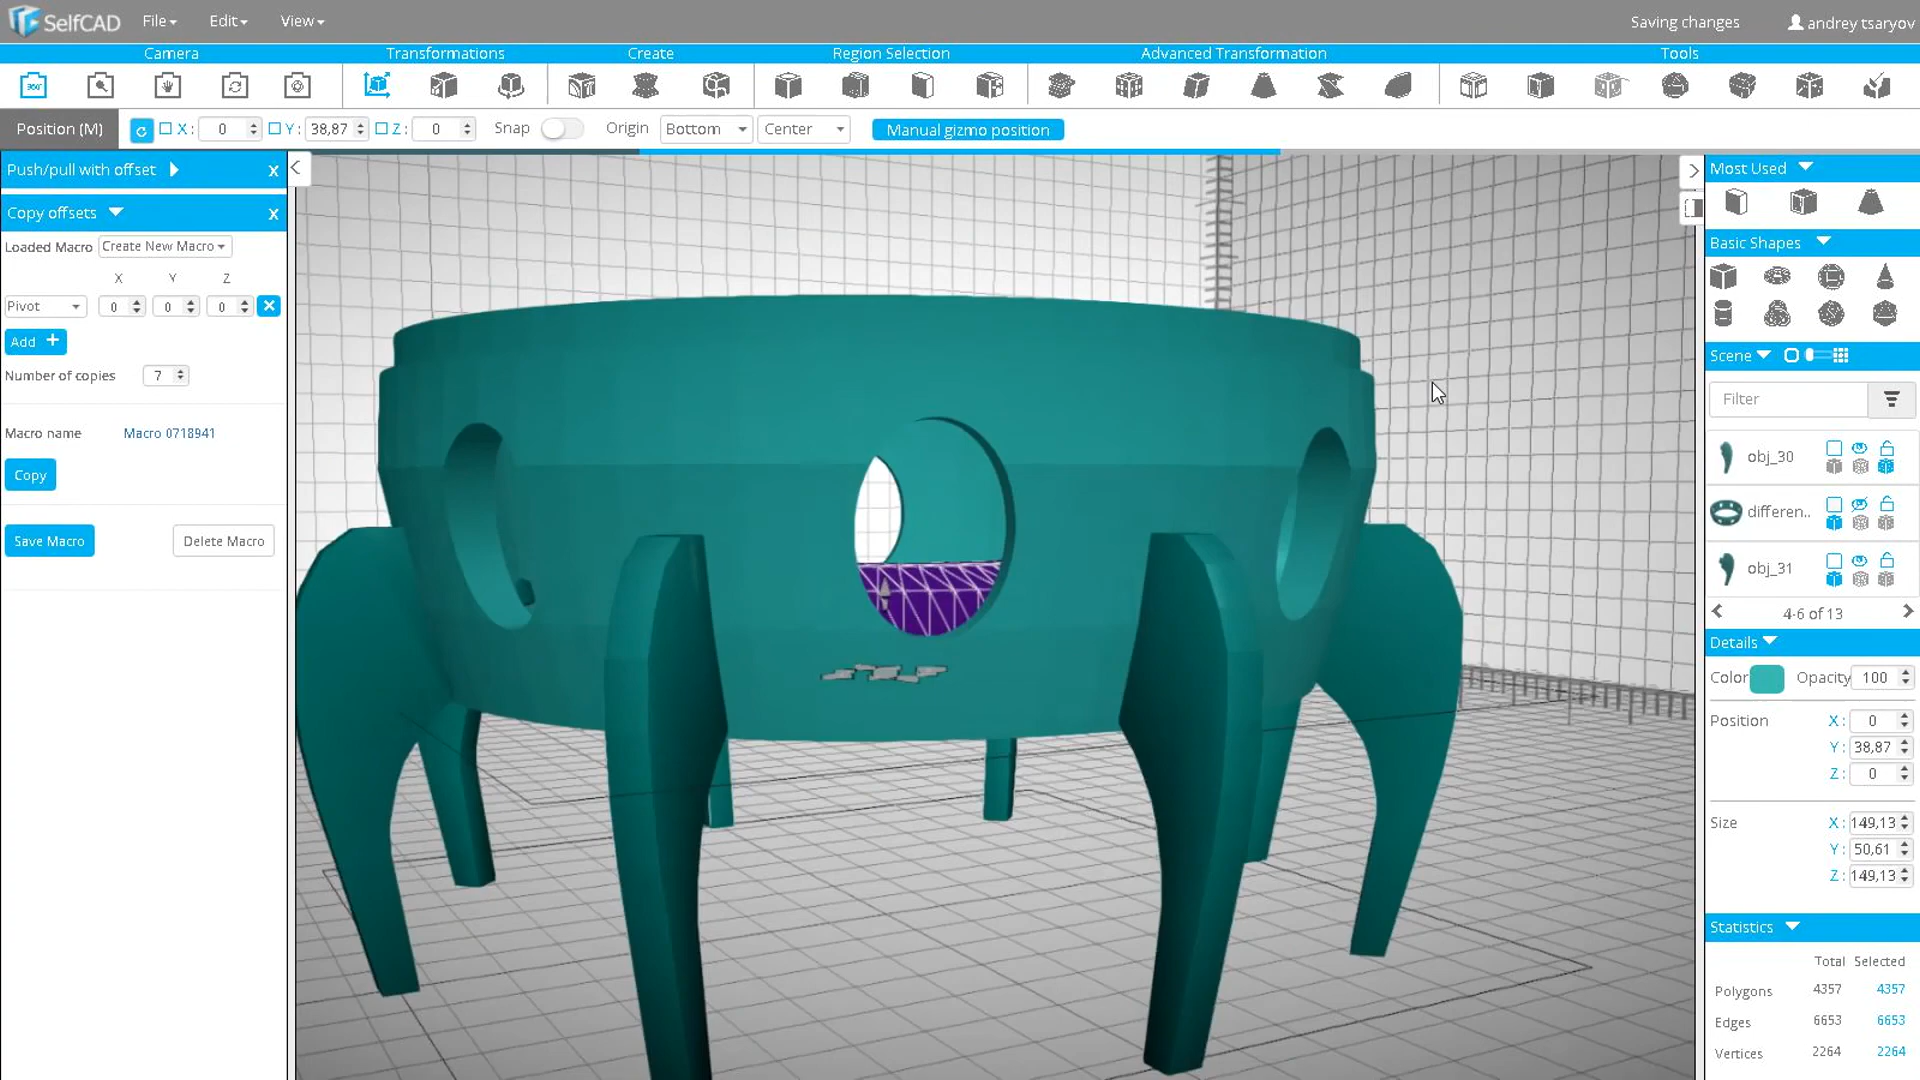 SelfCAD File Edit View Saving changes andrey tsaryov
Camera Transformations Create Region Selection Advanced Transformation Tools
360°
Position (M) X : 0 Y : 38,87 Z : 0 Snap Origin Bottom Center Manual gizmo position
Push/pull with offset x
Copy offsets x
Loaded Macro Create New Macro
X Y Z
Pivot 0 0 0
Add +
Number of copies 7
Macro name Macro 0718941
Copy
Save Macro Delete Macro
Most Used
Basic Shapes
Scene
Filter
obj_30
differen..
obj_31
4-6 of 13
Details
Color Opacity 100
Position X : 0
Y : 38,87
Z : 0
Size X : 149,13
Y : 50,61
Z : 149,13
Statistics
Total Selected
Polygons 4357 4357
Edges 6653 6653
Vertices 2264 2264